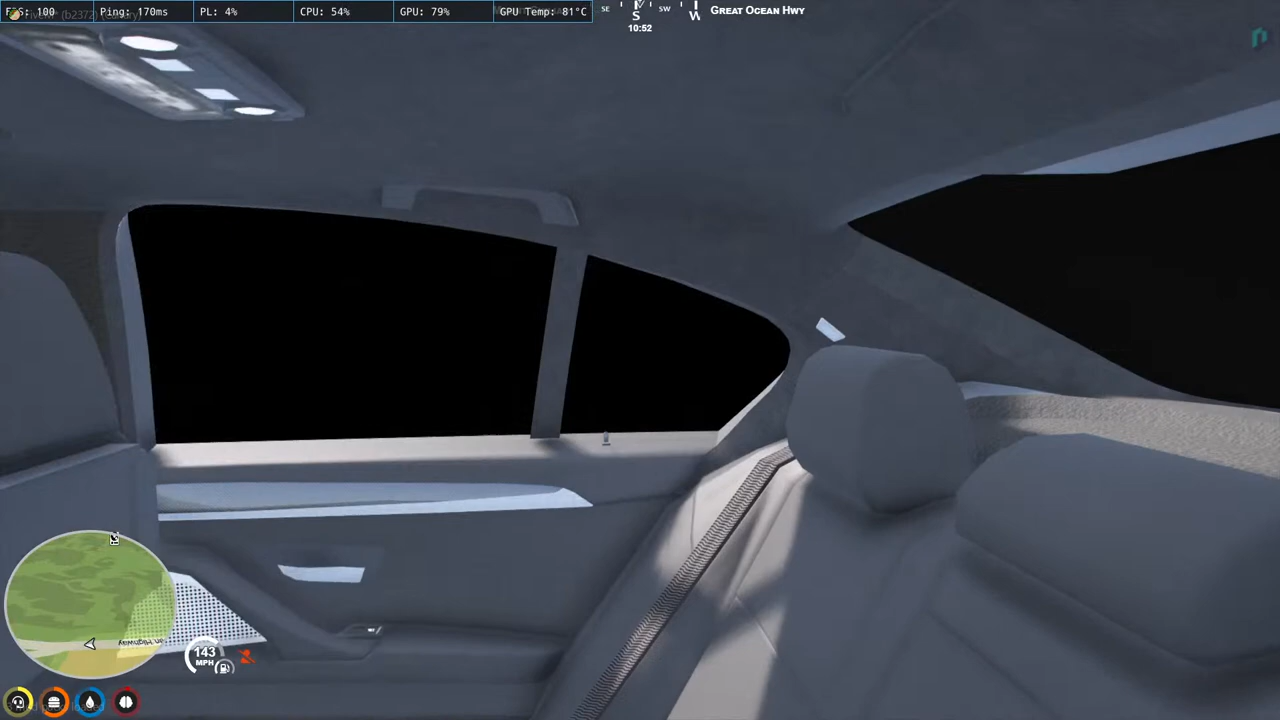 FPS: 100
Ping: 170ms
PL: 4%
CPU: 54%
GPU: 79%
GPU Temp: 81°C
SE
S
SW
W
Great Ocean Hwy
10:52
143
MPH